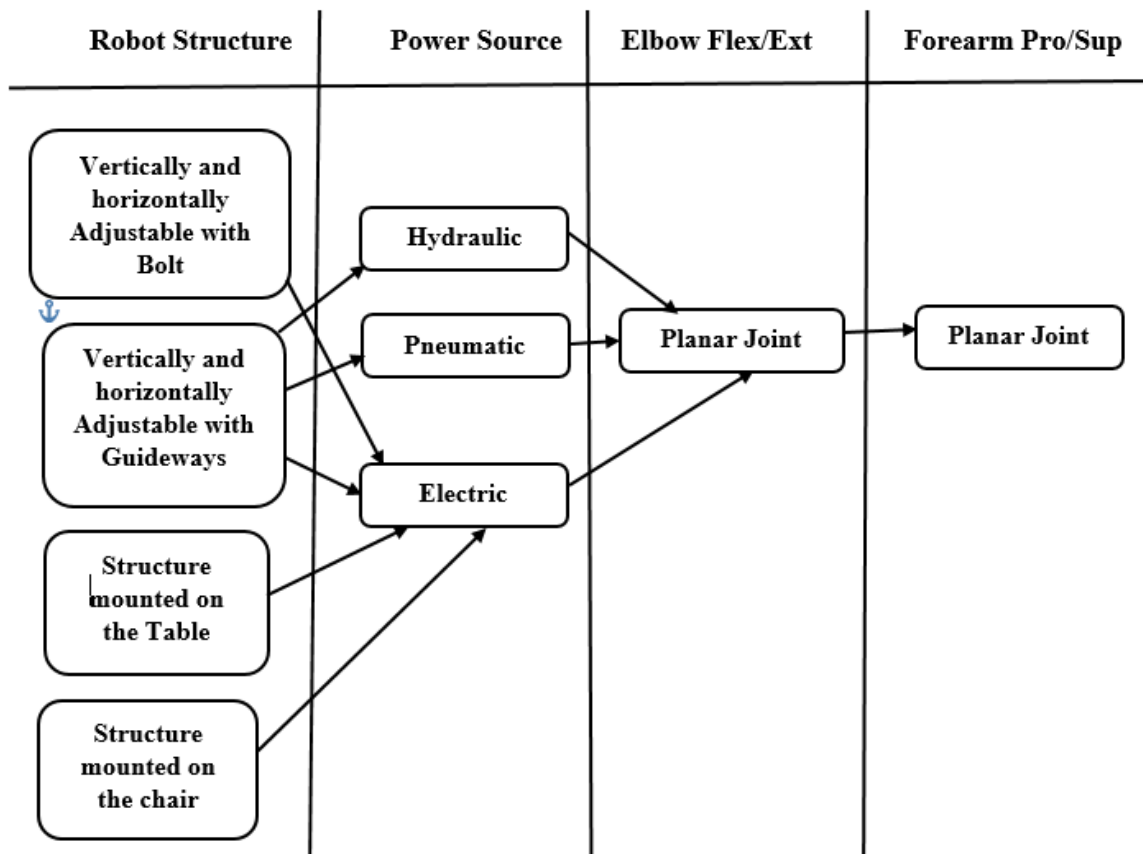 Robot Structure
Power Source
Elbow Flex/Ext
Forearm Pro/Sup
Vertically and
horizontally
Adjustable with
Bolt
Vertically and
horizontally
Adjustable with
Guideways
Structure
mounted on
the Table
Structure
mounted on
the chair
Hydraulic
Pneumatic
Electric
Planar Joint
Planar Joint